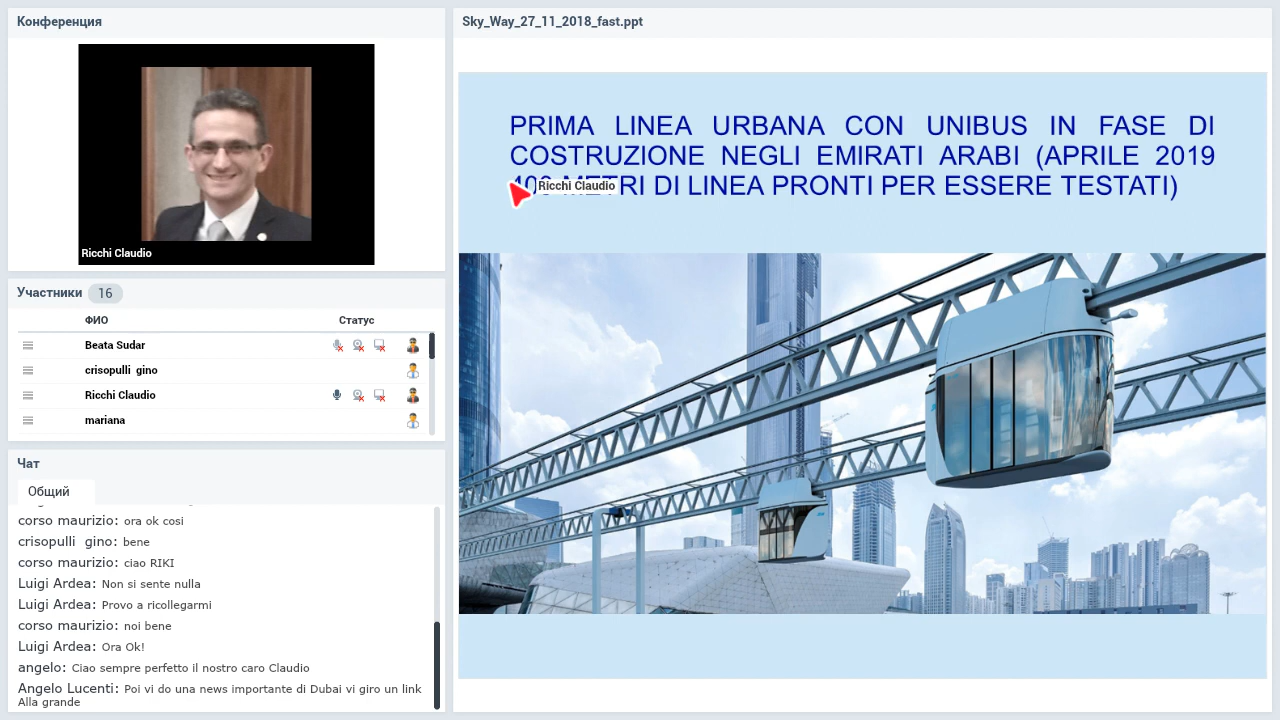 Конференция
Ricchi Claudio
Участники 16
ФИО Статус
Beata Sudar
crisopulli gino
Ricchi Claudio
mariana
Чат
Общий
corso maurizio: ora ok cosi
crisopulli gino: bene
corso maurizio: ciao RIKI
Luigi Ardea: Non si sente nulla
Luigi Ardea: Provo a ricollegarmi
corso maurizio: noi bene
Luigi Ardea: Ora Ok!
angelo: Ciao sempre perfetto il nostro caro Claudio
Angelo Lucenti: Poi vi do una news importante di Dubai vi giro un link
Alla grande
Sky_Way_27_11_2018_fast.ppt
PRIMA LINEA URBANA CON UNIBUS IN FASE DI
COSTRUZIONE NEGLI EMIRATI ARABI (APRILE 2019
400 METRI DI LINEA PRONTI PER ESSERE TESTATI)
Ricchi Claudio